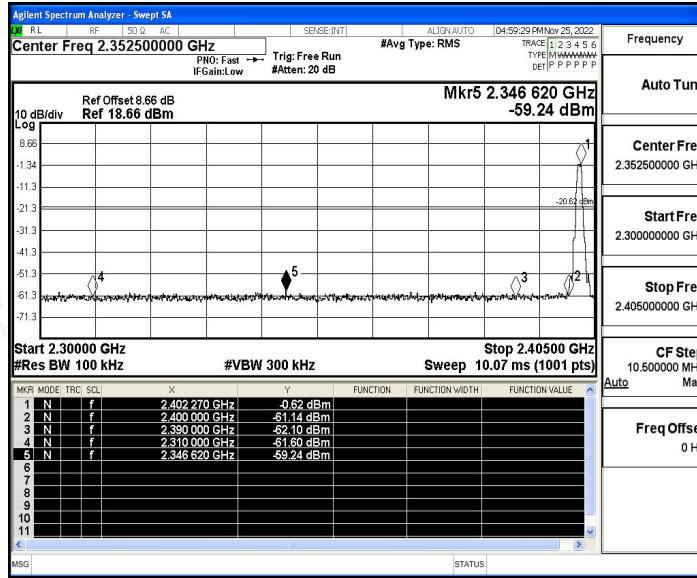 Agilent Spectrum Analyzer - Swept SA
RL RF 50 Ω AC SENSE:INT ALIGN AUTO 04:59:29 PM Nov 25, 2022
Center Freq 2.352500000 GHz
PNO: Fast
IFGain:Low
Trig: Free Run
#Atten: 20 dB
#Avg Type: RMS
TRACE 1 2 3 4 5 6
TYPE M
DET P P P P P P
Ref Offset 8.66 dB
10 dB/div Ref 18.66 dBm
Mkr5 2.346 620 GHz
-59.24 dBm
Log
8.66
-1.34
-11.3
-21.3
-31.3
-41.3
-51.3
-61.3
-71.3
-20.62 dBm
1
4
5
3
2
Start 2.30000 GHz Stop 2.40500 GHz
#Res BW 100 kHz #VBW 300 kHz Sweep 10.07 ms (1001 pts)
MKR MODE TRC SCL X Y FUNCTION FUNCTION WIDTH FUNCTION VALUE
1 N f 2.402 270 GHz -0.62 dBm
2 N f 2.400 000 GHz -61.14 dBm
3 N f 2.390 000 GHz -62.10 dBm
4 N f 2.310 000 GHz -61.60 dBm
5 N f 2.346 620 GHz -59.24 dBm
6
7
8
9
10
11
MSG STATUS
Frequency
Auto Tun
Center Fre
2.352500000 GH
Start Fre
2.300000000 GH
Stop Fre
2.405000000 GH
CF Ste
10.500000 MH
Auto Ma
Freq Offse
0 H